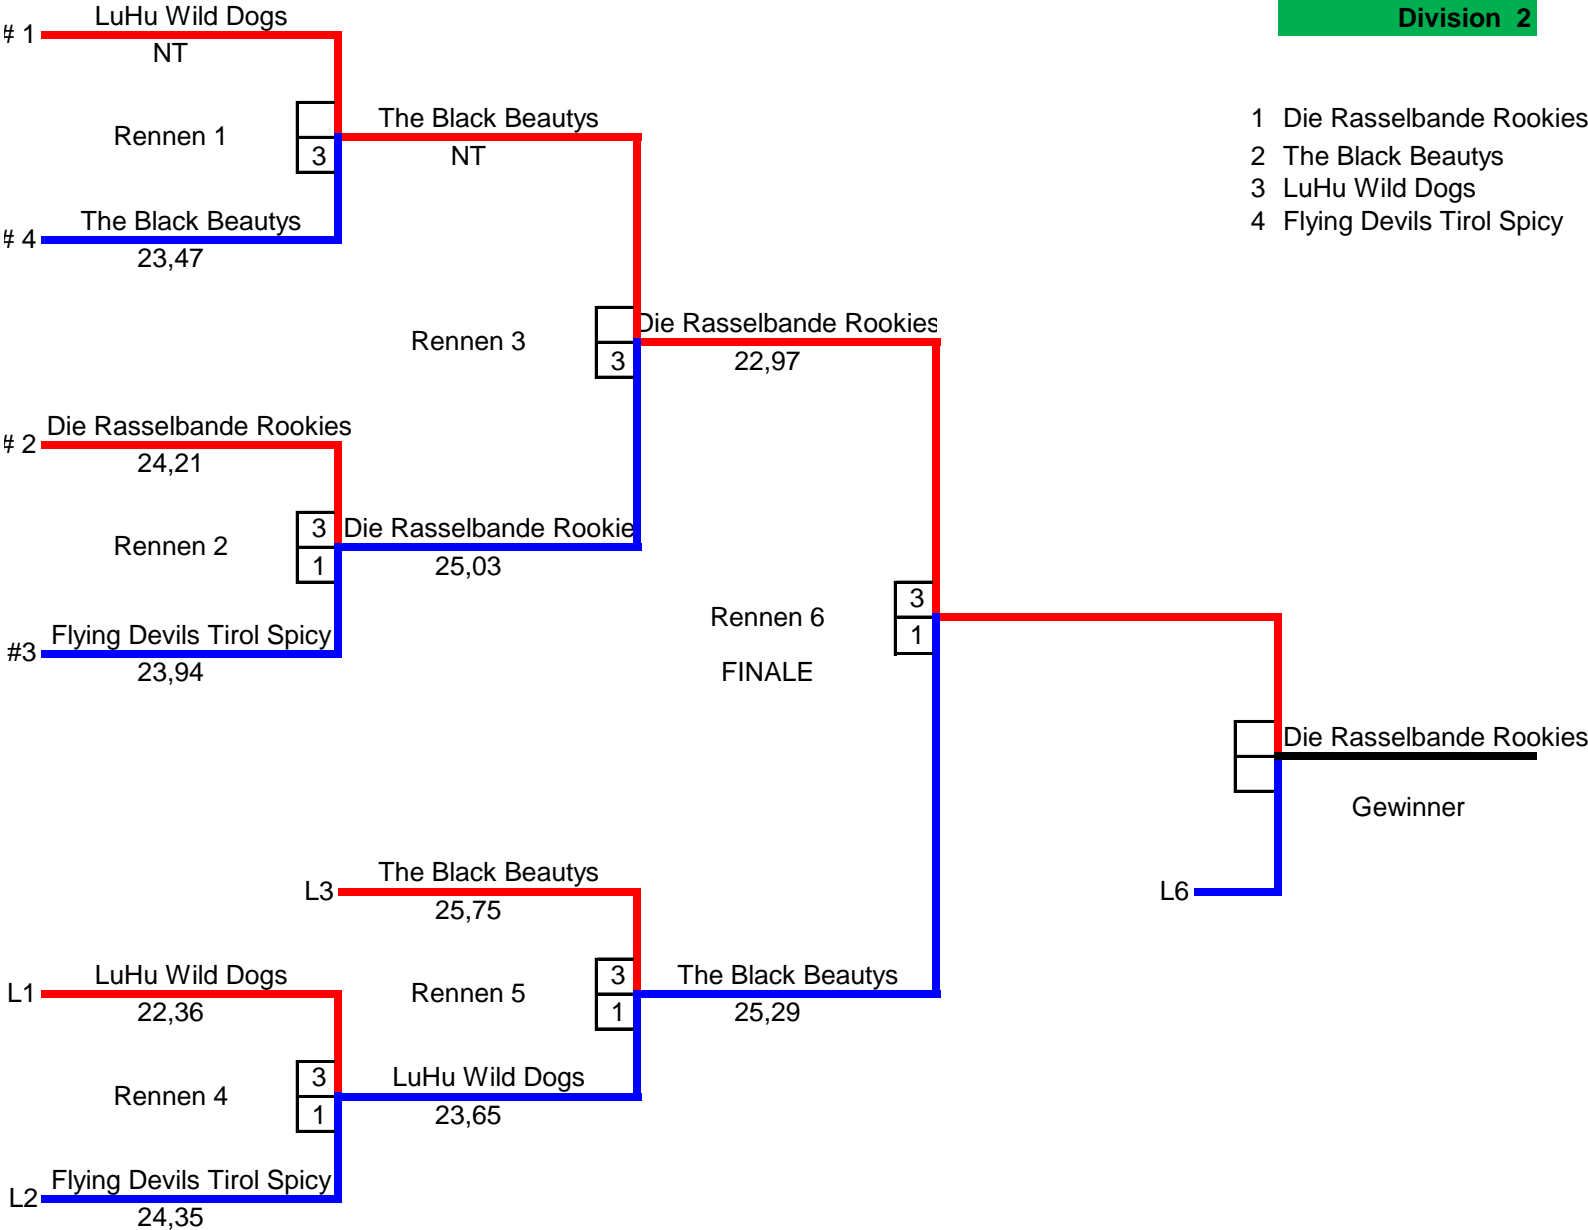 LuHu Wild Dogs
# 1
NT
Division 2
Rennen 1
3
The Black Beautys
NT
1 Die Rasselbande Rookies
2 The Black Beautys
3 LuHu Wild Dogs
4 Flying Devils Tirol Spicy
The Black Beautys
# 4
23,47
Rennen 3
3
Die Rasselbande Rookies
22,97
Die Rasselbande Rookies
# 2
24,21
Rennen 2
3
1
Die Rasselbande Rookie
25,03
Flying Devils Tirol Spicy
#3
23,94
Rennen 6
3
1
FINALE
Die Rasselbande Rookies
Gewinner
The Black Beautys
L3
25,75
L6
LuHu Wild Dogs
L1
22,36
Rennen 5
3
1
The Black Beautys
25,29
Rennen 4
3
1
LuHu Wild Dogs
23,65
Flying Devils Tirol Spicy
L2
24,35